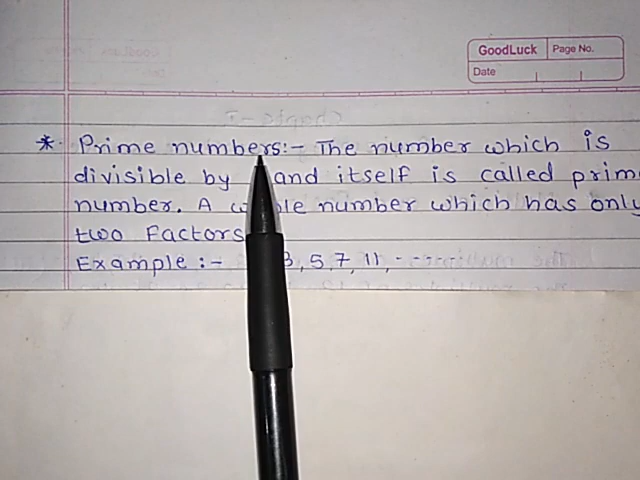 GoodLuck Page No.
Date
* Prime numbers:- The number which is
divisible by and itself is called prim
number. A number which has only
two Factors
Example :- 3, 5, 7, 11, -----